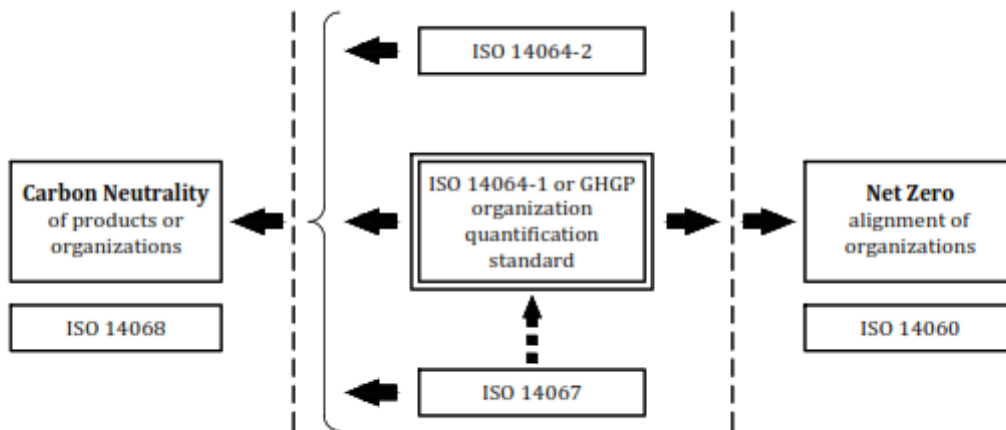 ISO 14064-2
Carbon Neutrality
of products or
organizations
ISO 14068
ISO 14064-1 or GHGP
organization
quantification
standard
ISO 14067
Net Zero
alignment of
organizations
ISO 14060